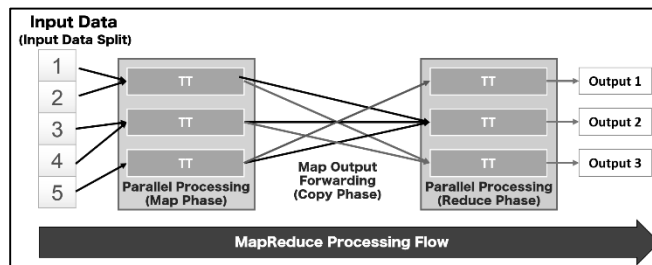 Input Data
(Input Data Split)
1
2
3
4
5
TT
TT
TT
Parallel Processing
(Map Phase)
Map Output
Forwarding
(Copy Phase)
TT
TT
TT
Parallel Processing
(Reduce Phase)
Output 1
Output 2
Output 3
MapReduce Processing Flow